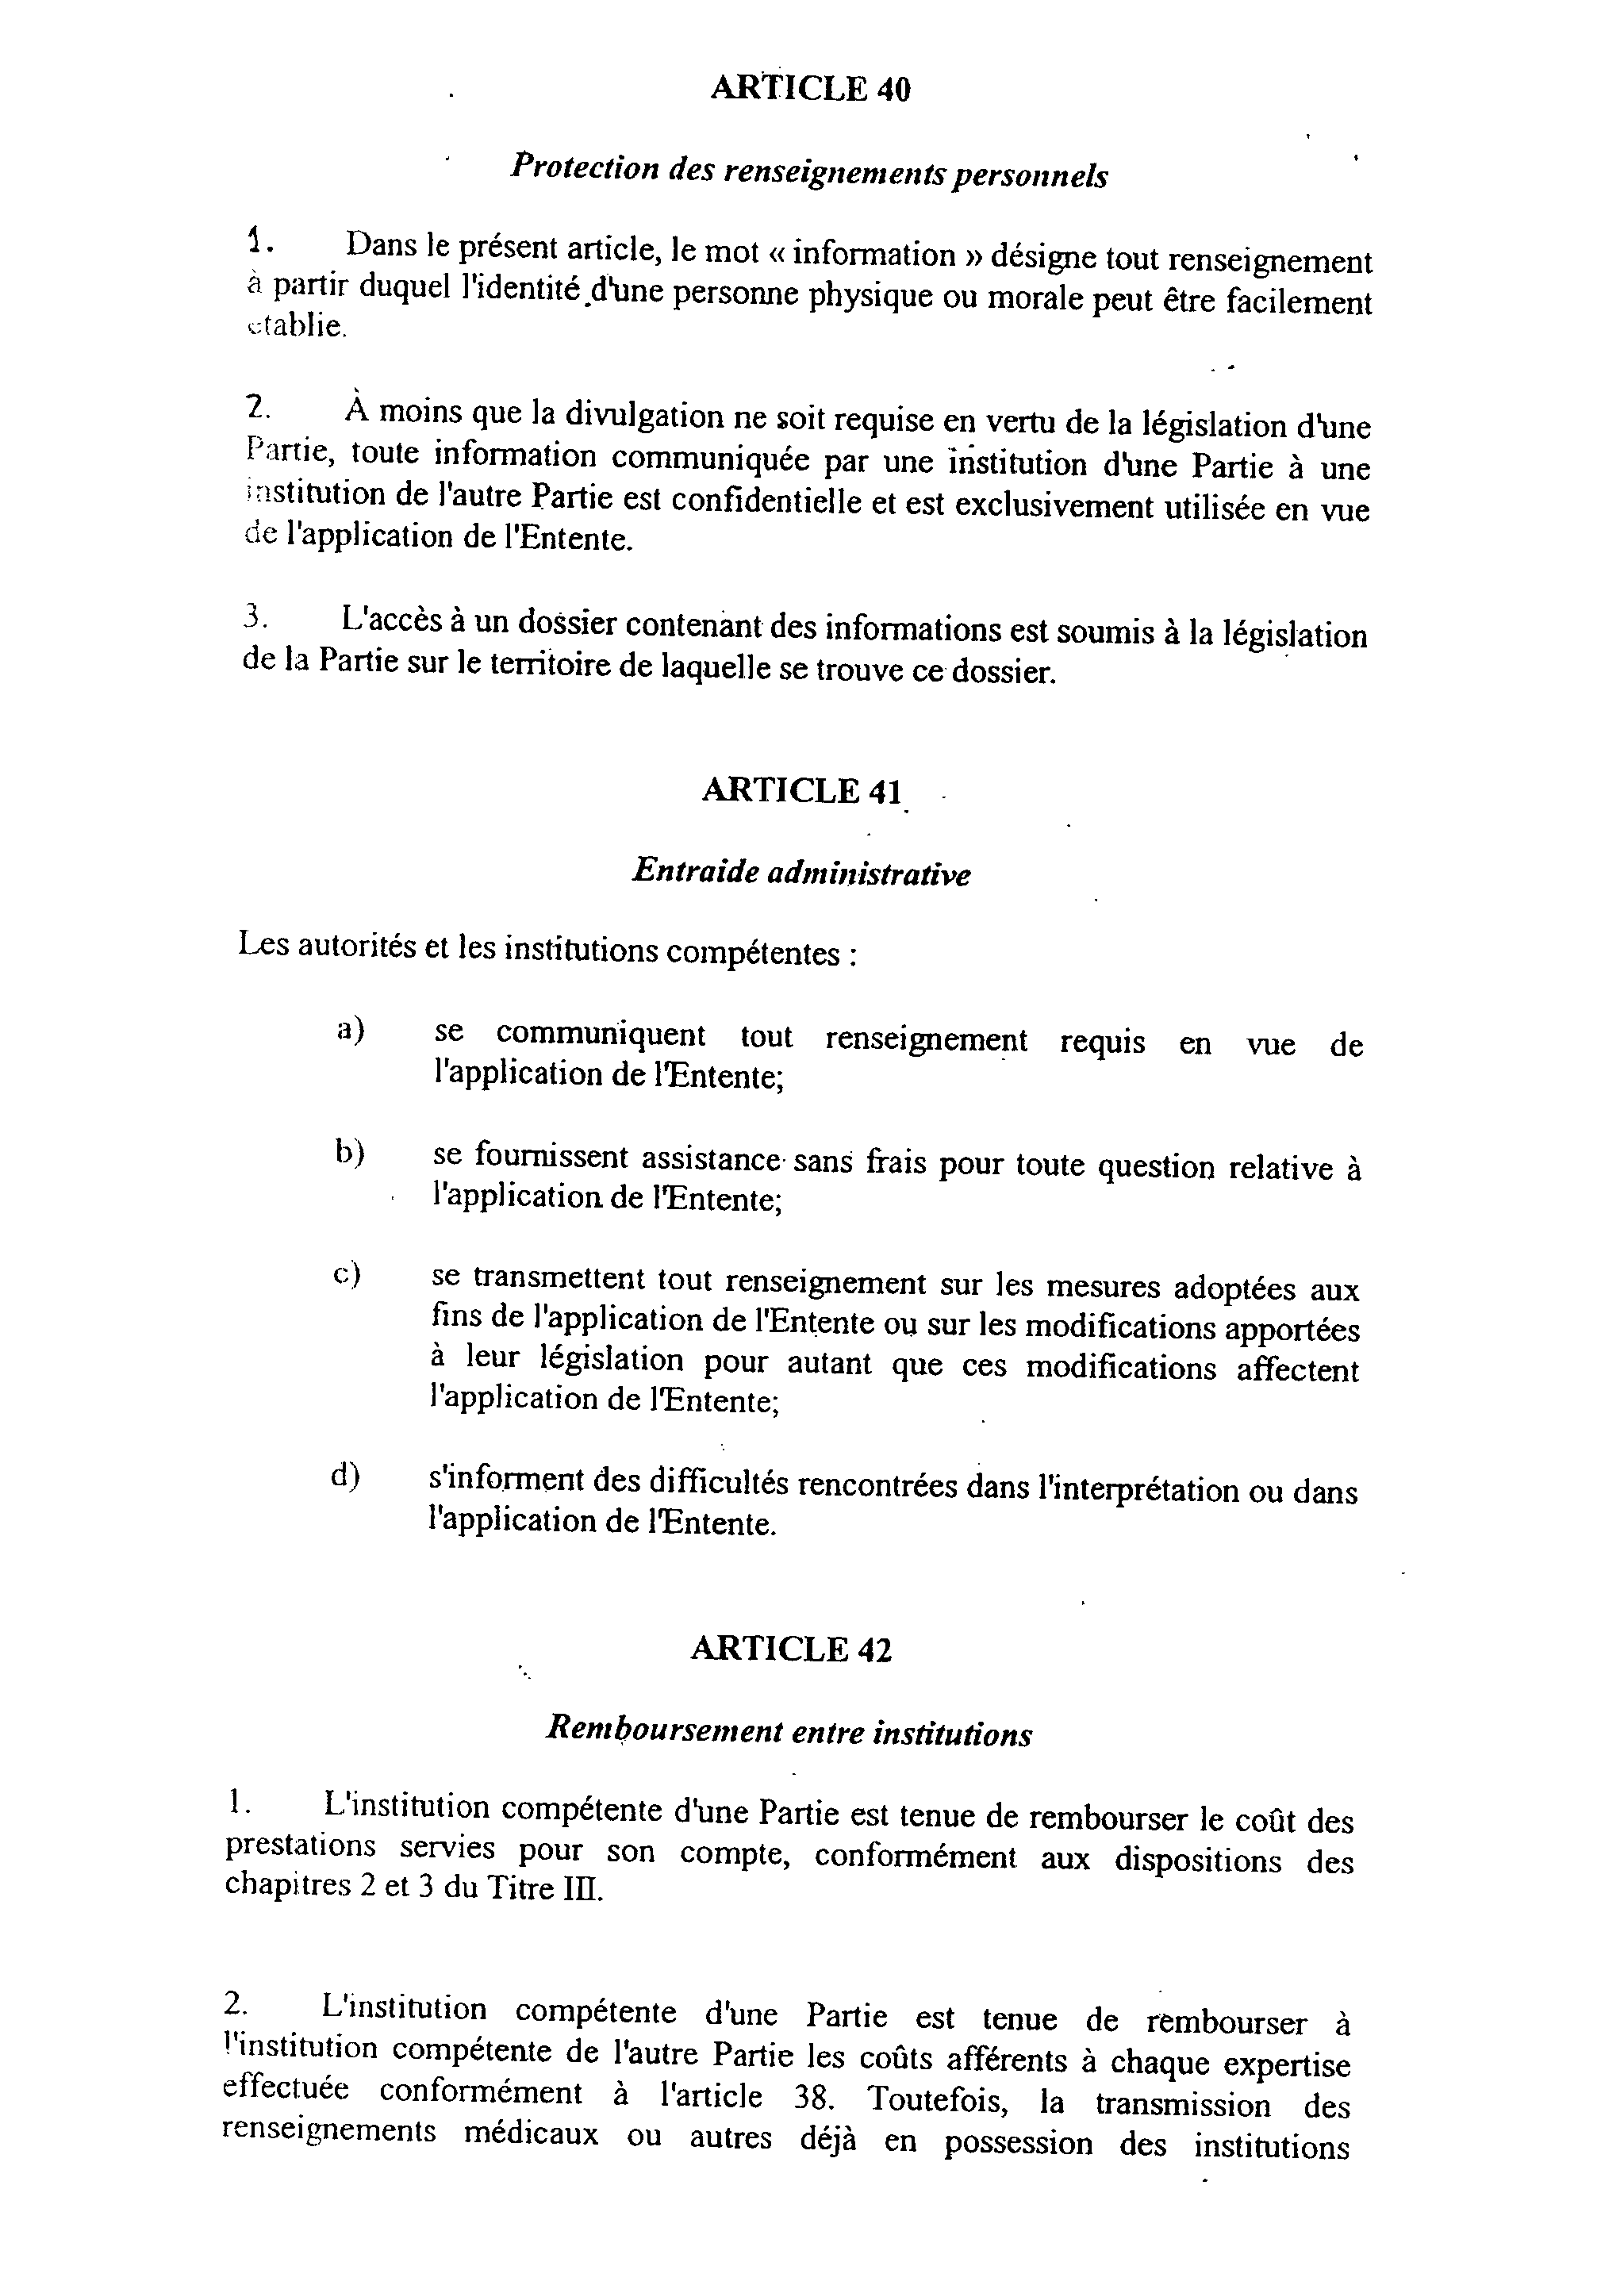 ARTICLE 40
Protection des renseignements personnels
1. Dans le présent article, le mot « information » désigne tout renseignement
à partir duquel l'identité d'une personne physique ou morale peut être facilement
établie.
2. À moins que la divulgation ne soit requise en vertu de la législation d'une
Partie, toute information communiquée par une institution d'une Partie à une
institution de l'autre Partie est confidentielle et est exclusivement utilisée en vue
de l'application de l'Entente.
3. L'accès à un dossier contenant des informations est soumis à la législation
de la Partie sur le territoire de laquelle se trouve ce dossier.
ARTICLE 41
Entraide administrative
Les autorités et les institutions compétentes :
a) se communiquent tout renseignement requis en vue de
l'application de l'Entente;
b) se fournissent assistance sans frais pour toute question relative à
l'application de l'Entente;
c) se transmettent tout renseignement sur les mesures adoptées aux
fins de l'application de l'Entente ou sur les modifications apportées
à leur législation pour autant que ces modifications affectent
l'application de l'Entente;
d) s'informent des difficultés rencontrées dans l'interprétation ou dans
l'application de l'Entente.
ARTICLE 42
Remboursement entre institutions
1. L'institution compétente d'une Partie est tenue de rembourser le coût des
prestations servies pour son compte, conformément aux dispositions des
chapitres 2 et 3 du Titre III.
2. L'institution compétente d'une Partie est tenue de rembourser à
l'institution compétente de l'autre Partie les coûts afférents à chaque expertise
effectuée conformément à l'article 38. Toutefois, la transmission des
renseignements médicaux ou autres déjà en possession des institutions